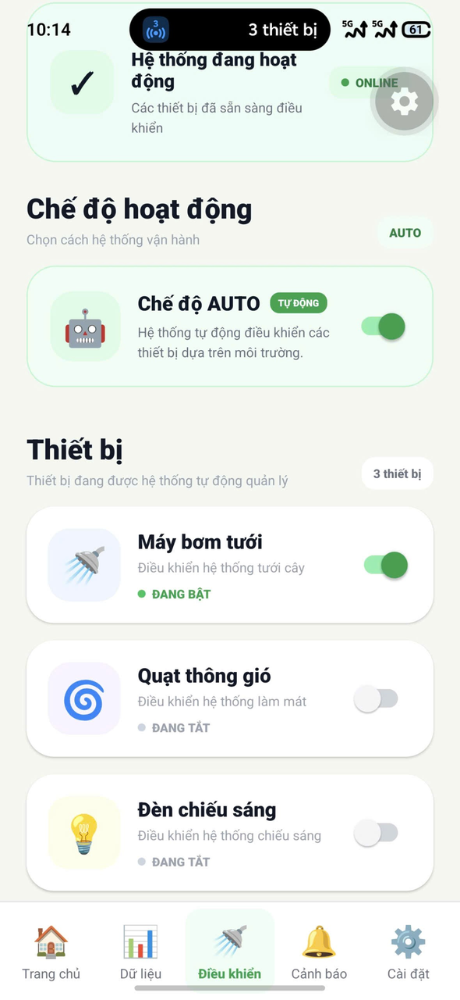 10:14
3
3 thiết bị
5G
5G
61
Hệ thống đang hoạt
động
Các thiết bị đã sẵn sàng điều
khiển
ONLINE
Chế độ hoạt động
Chọn cách hệ thống vận hành
AUTO
Chế độ AUTO
TỰ ĐỘNG
Hệ thống tự động điều khiển các
thiết bị dựa trên môi trường.
Thiết bị
Thiết bị đang được hệ thống tự động quản lý
3 thiết bị
Máy bơm tưới
Điều khiển hệ thống tưới cây
ĐANG BẬT
Quạt thông gió
Điều khiển hệ thống làm mát
ĐANG TẮT
Đèn chiếu sáng
Điều khiển hệ thống chiếu sáng
ĐANG TẮT
Trang chủ
Dữ liệu
Điều khiển
Cảnh báo
Cài đặt